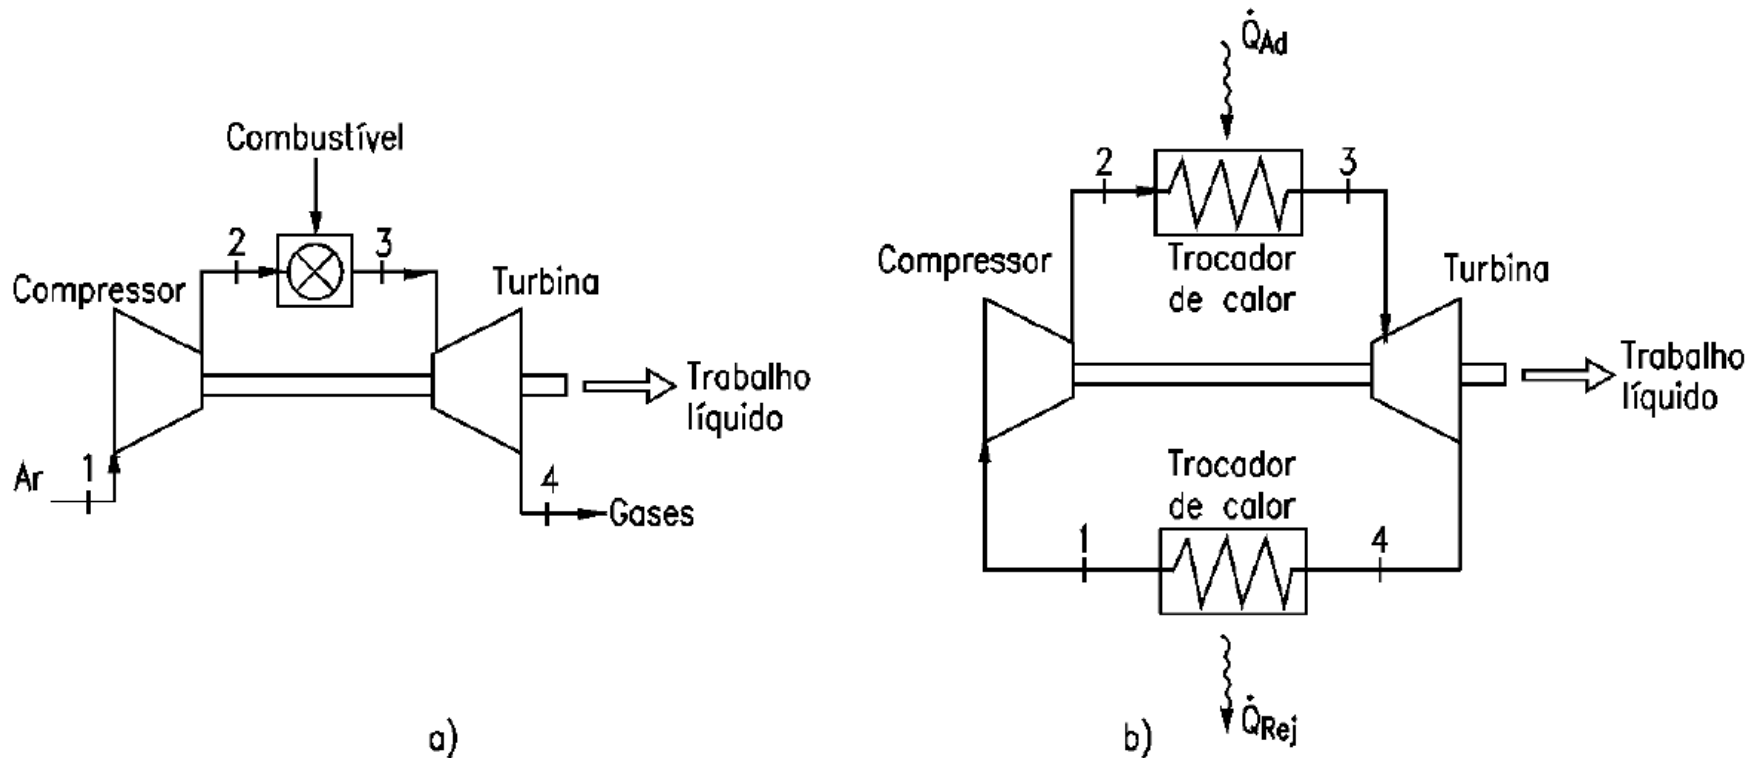 Combustível
2
3
Compressor
Turbina
Trabalho
líquido
Ar
1
4
Gases
a)
Q̇Ad
2
3
Compressor
Trocador
de calor
Turbina
Trabalho
líquido
Trocador
de calor
1
4
Q̇Rej
b)